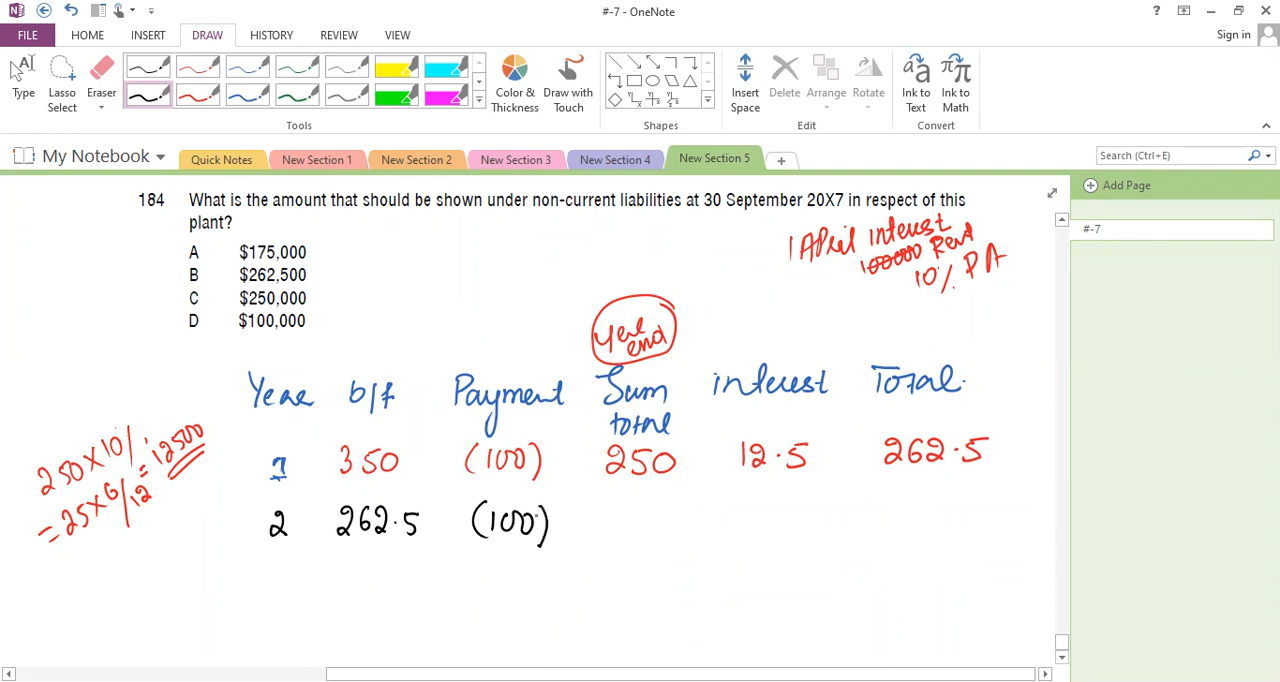 #-7 - OneNote
FILE HOME INSERT DRAW HISTORY REVIEW VIEW
Sign in
Type
Lasso Select
Eraser
Color & Thickness
Draw with Touch
Insert Space
Delete
Arrange
Rotate
Ink to Text
Ink to Math
Tools
Shapes
Edit
Convert
My Notebook
Quick Notes
New Section 1
New Section 2
New Section 3
New Section 4
New Section 5
Search (Ctrl+E)
Add Page
#-7
184 What is the amount that should be shown under non-current liabilities at 30 September 20X7 in respect of this
plant?
A $175,000
B $262,500
C $250,000
D $100,000
1 April interest
100000 Rent
10% PA
Year end
Year b/f Payment Sum total interest Total
250 x 10% = 12500
= 25 x 6/12
1 350 (100) 250 12.5 262.5
2 262.5 (100)